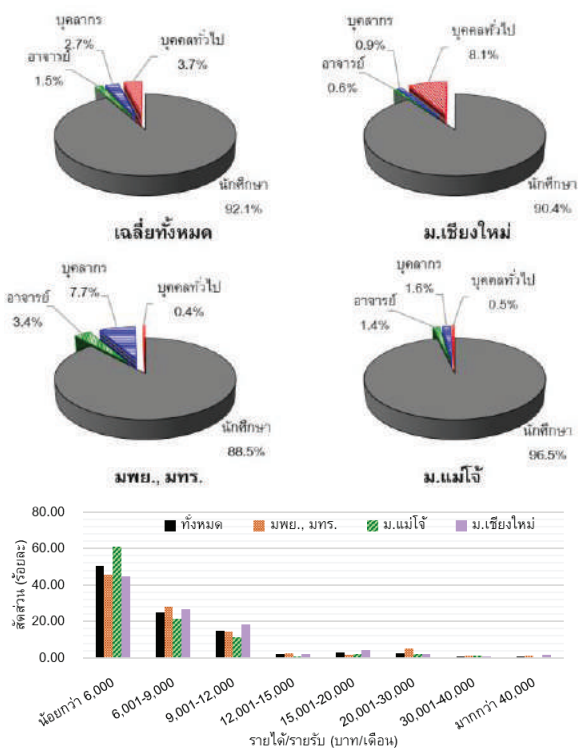 บุคลากร
2.7%
บุคคลทั่วไป
3.7%
อาจารย์
1.5%
นักศึกษา
92.1%
เฉลี่ยทั้งหมด
บุคลากร
0.9%
บุคคลทั่วไป
8.1%
อาจารย์
0.6%
นักศึกษา
90.4%
ม.เชียงใหม่
บุคลากร
7.7%
บุคคลทั่วไป
0.4%
อาจารย์
3.4%
นักศึกษา
88.5%
มพย., มทร.
บุคลากร
1.6%
บุคคลทั่วไป
0.5%
อาจารย์
1.4%
นักศึกษา
96.5%
ม.แม่โจ้
80.00
60.00
40.00
20.00
0.00
สัดส่วน (ร้อยละ)
ทั้งหมด
มพย., มทร.
ม.แม่โจ้
ม.เชียงใหม่
น้อยกว่า 6,000
6,001-9,000
9,001-12,000
12,001-15,000
15,001-20,000
20,001-30,000
30,001-40,000
มากกว่า 40,000
รายได้/รายรับ (บาท/เดือน)